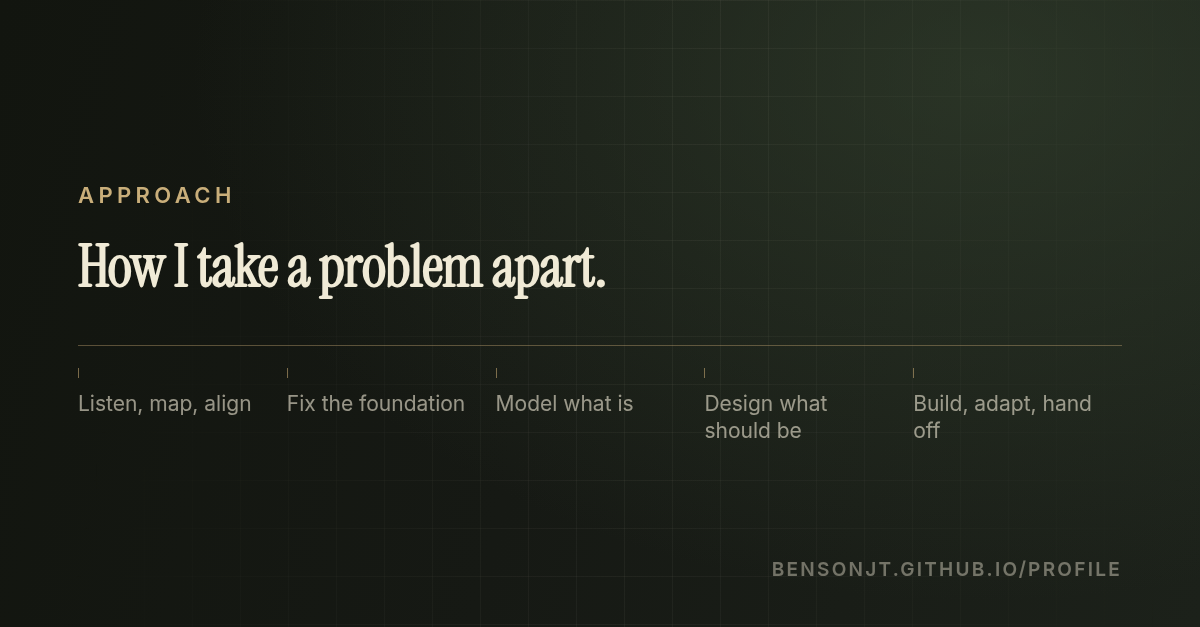 APPROACH
How I take a problem apart.
Listen, map, align
Fix the foundation
Model what is
Design what
should be
Build, adapt, hand
off
BENSONJT.GITHUB.IO/PROFILE